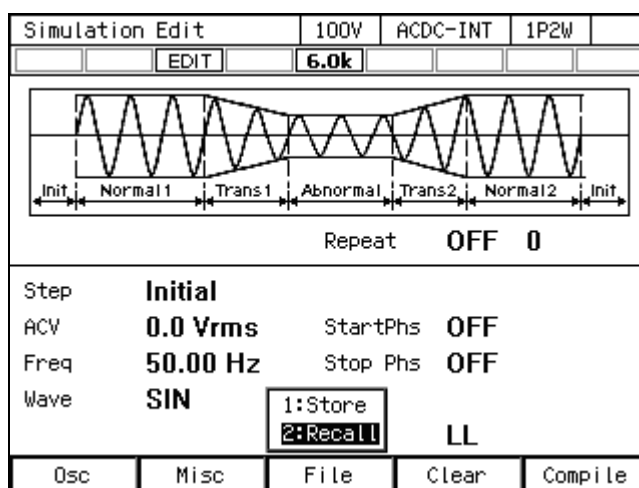 Simulation Edit 100V ACDC-INT 1P2W
EDIT 6.0k
Init Normal1 Trans1 Abnormal Trans2 Normal2 Init
Repeat OFF 0
Step Initial
ACV 0.0 Vrms StartPhs OFF
Freq 50.00 Hz Stop Phs OFF
Wave SIN
1:Store
2:Recall LL
Osc Misc File Clear Compile